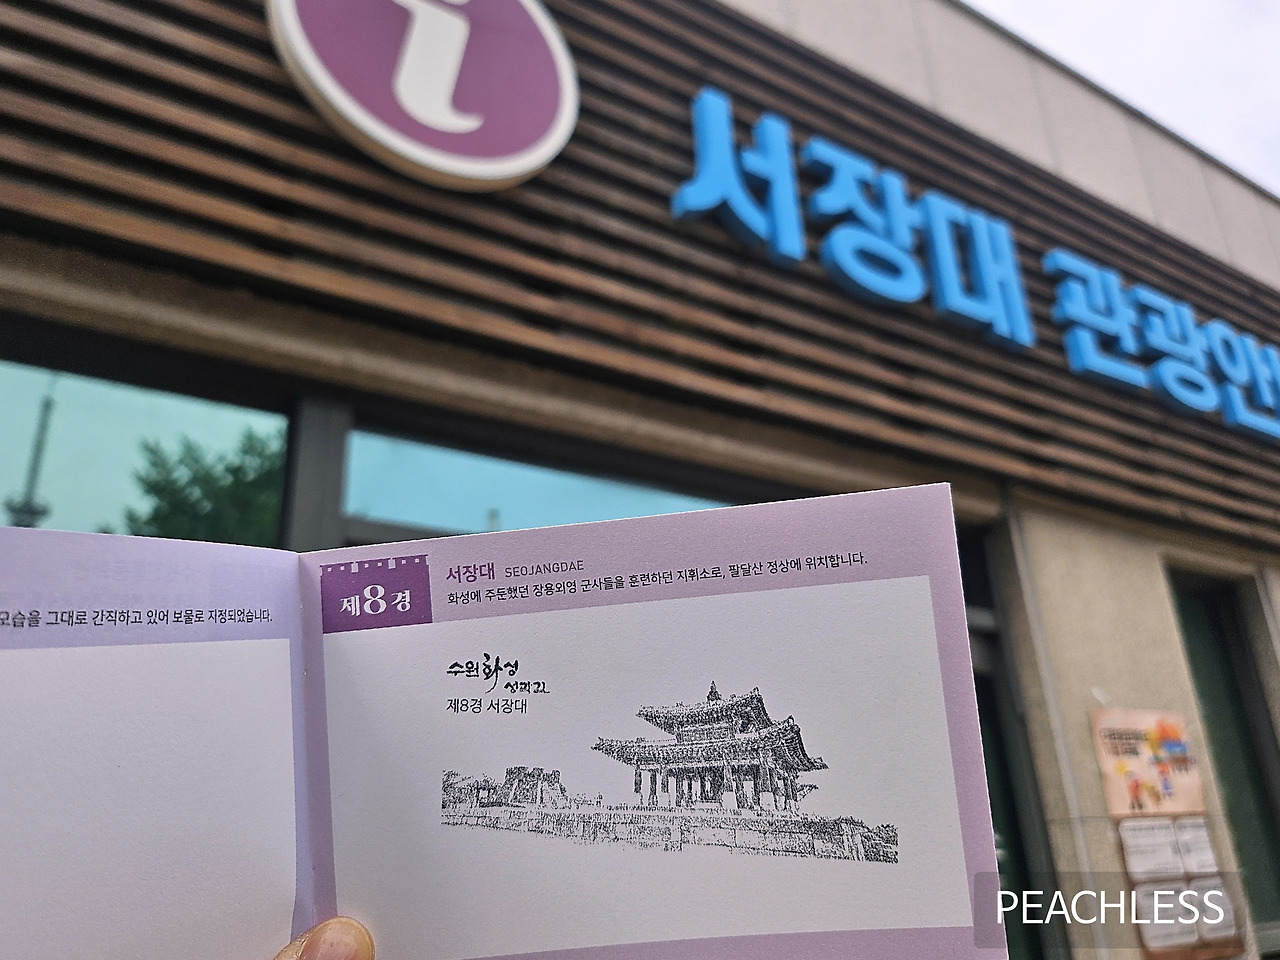 i
서장대 관광안
모습을 그대로 간직하고 있어 보물로 지정되었습니다.
제8경
서장대 SEOJANGDAE
화성에 주둔했던 장용외영 군사들을 훈련하던 지휘소로, 팔달산 정상에 위치합니다.
수원화성
성곽길
제8경 서장대
PEACHLESS